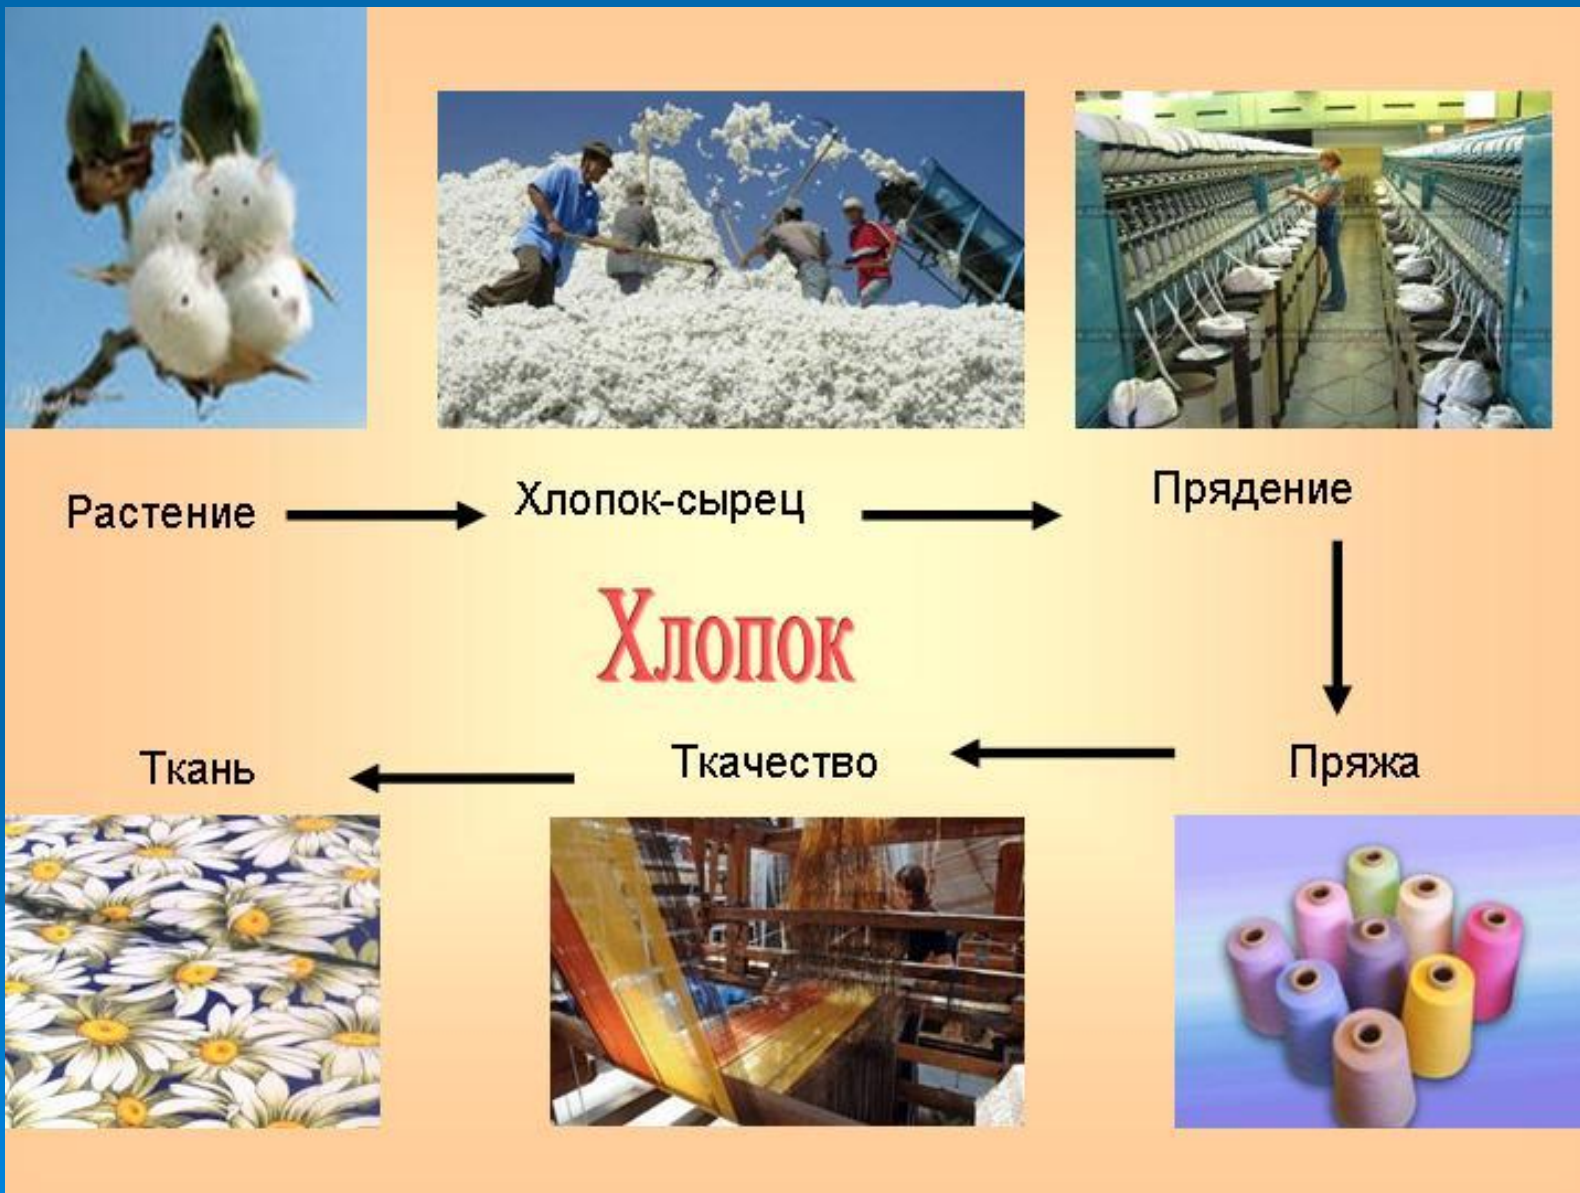 Растение
Хлопок-сырец
Прядение
Хлопок
Ткань
Ткачество
Пряжа